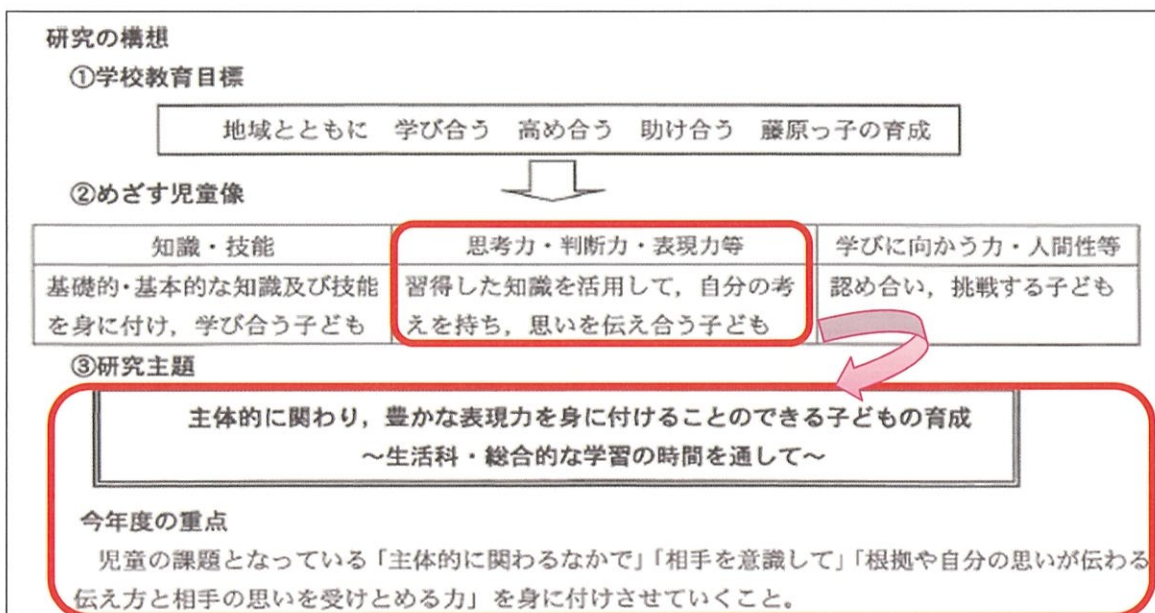 研究の構想
①学校教育目標
地域とともに 学び合う 高め合う 助け合う 藤原っ子の育成
②めざす児童像
知識・技能
基礎的・基本的な知識及び技能
を身に付け，学び合う子ども
思考力・判断力・表現力等
習得した知識を活用して，自分の考
えを持ち，思いを伝え合う子ども
学びに向かう力・人間性等
認め合い，挑戦する子ども
③研究主題
主体的に関わり，豊かな表現力を身に付けることのできる子どもの育成
～生活科・総合的な学習の時間を通して～
今年度の重点
児童の課題となっている「主体的に関わるなかで」「相手を意識して」「根拠や自分の思いが伝わる
伝え方と相手の思いを受けとめる力」を身に付けさせていくこと。